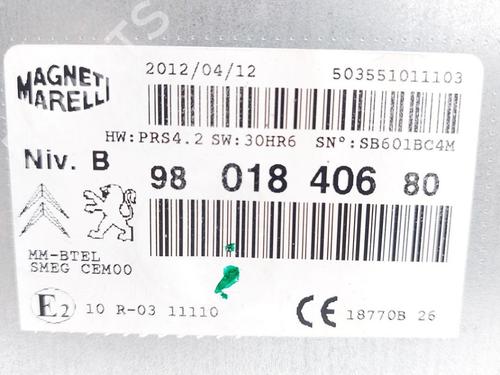 MAGNETI MARELLI
2012/04/12 503551011103
HW:PRS4.2 SW:30HR6 SN°:SB601BC4M
Niv. B 98 018 406 80
MM-BTEL
SMEG CEM00
E2 10 R-03 11110 CE 18770B 26